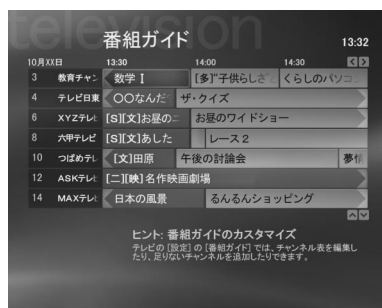 television
番組ガイド 13:32
10月XX日 13:30 14:00 14:30
3 教育チャン 数学 I [多]"子供らしさ くらしのパソコ
4 テレビ日東 〇〇なんだ ザ・クイズ
6 XYZテレ [S][文]お昼の お昼のワイドショー
8 六甲テレビ [S][文]あした レース2
10 つばめテレ [文]田原 午後の討論会 夢
12 ASKテレビ [二][映]名作映画劇場
14 MAXテレビ 日本の風景 るんるんショッピング
ヒント: 番組ガイドのカスタマイズ
テレビの [設定] の [番組ガイド] では、チャンネル表を編集し
たり、足りないチャンネルを追加したりできます。